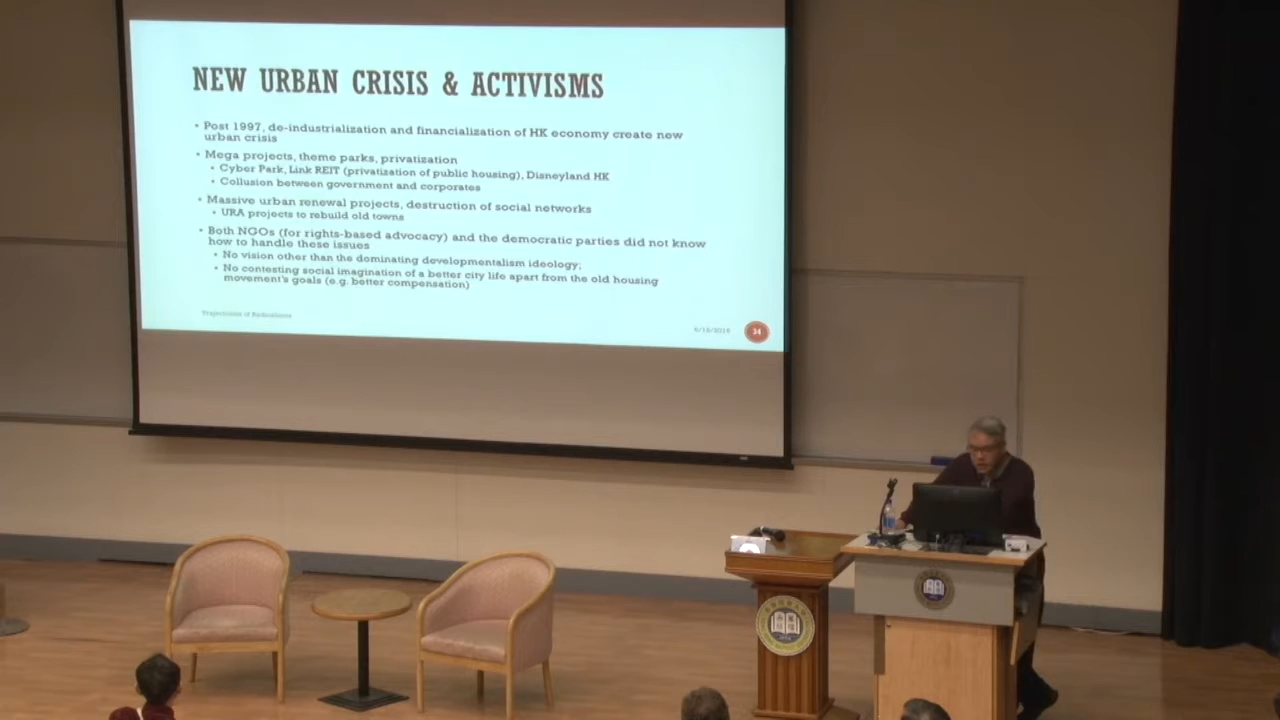 NEW URBAN CRISIS & ACTIVISMS
• Post 1997, de-industrialization and financialization of HK economy create new
urban crisis
• Mega projects, theme parks, privatization
• Cyber Park, Link REIT (privatization of public housing), Disneyland HK
• Collusion between government and corporates
• Massive urban renewal projects, destruction of social networks
• URA projects to rebuild old towns
• Both NGOs (for rights-based advocacy) and the democratic parties did not know
how to handle these issues
• No vision other than the dominating developmentalism ideology;
• No contesting social imagination of a better city life apart from the old housing
movement's goals (e.g. better compensation)
34